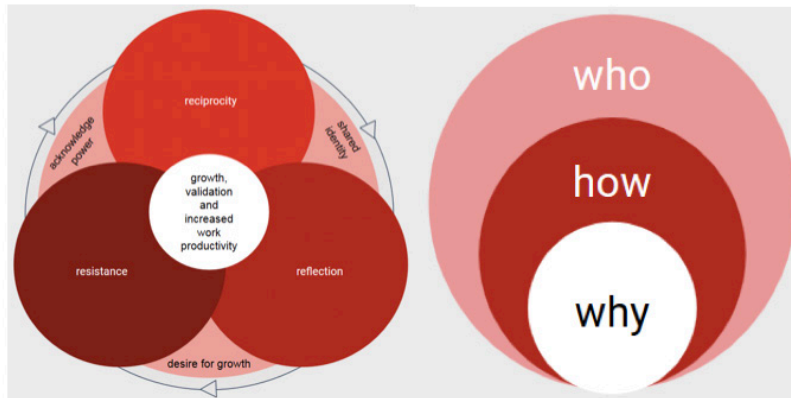 reciprocity
acknowledge
power
shared
identity
growth,
validation
and
increased
work
productivity
resistance
reflection
desire for growth
who
how
why